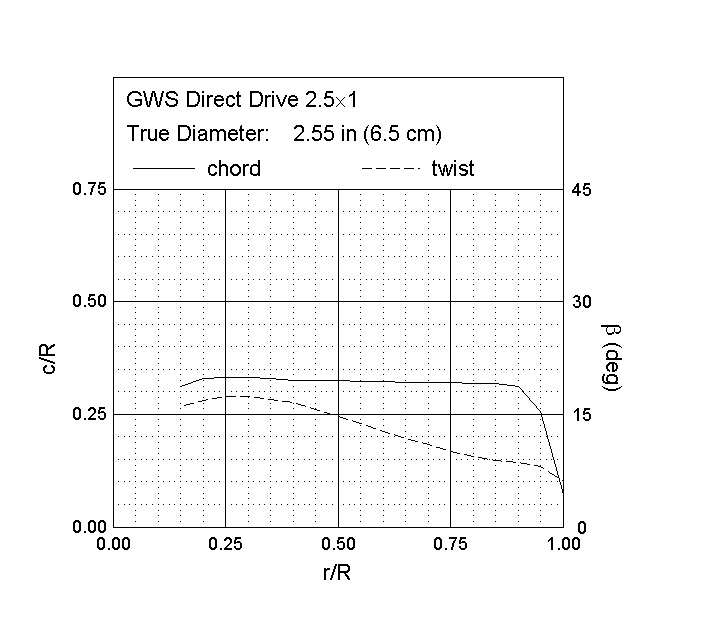 GWS Direct Drive 2.5×1
True Diameter: 2.55 in (6.5 cm)
chord twist
0.75 45
0.50 30
c/R β (deg)
0.25 15
0.00 0
0.00 0.25 0.50 0.75 1.00
r/R